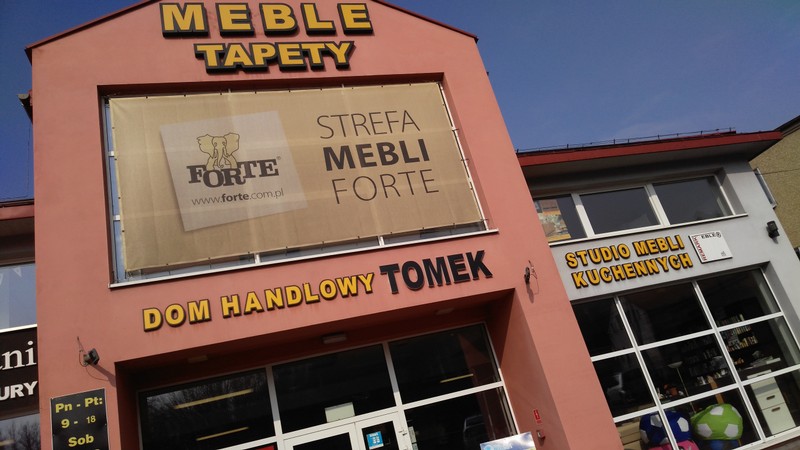 MEBLE
TAPETY
FORTE
www.forte.com.pl
STREFA
MEBLI
FORTE
DOM HANDLOWY TOMEK
STUDIO MEBLI
KUCHENNYCH
ni
URY
Pn - Pt:
9 - 18
Sob